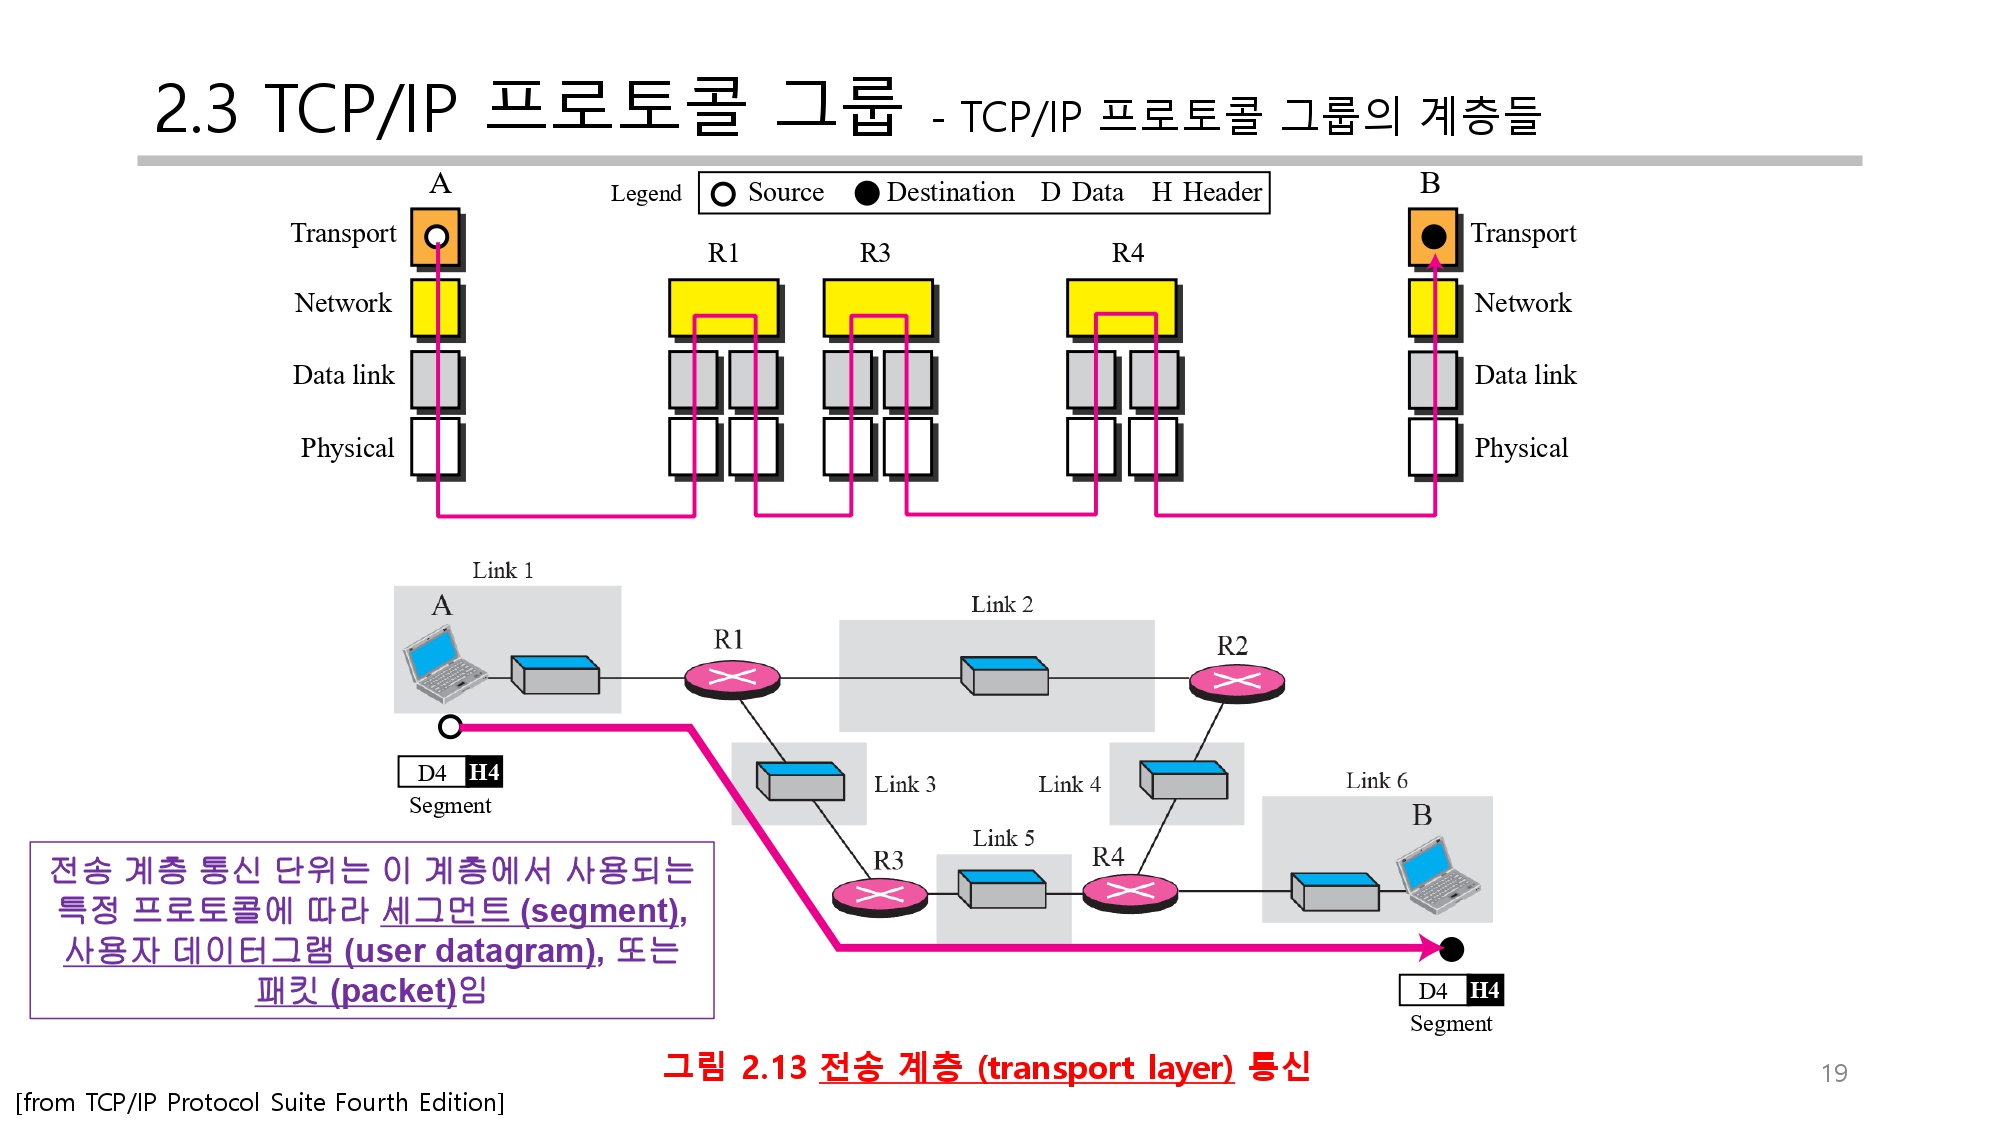 2.3 TCP/IP 프로토콜 그룹 - TCP/IP 프로토콜 그룹의 계층들
A
Legend
Source
Destination
D Data
H Header
B
Transport
Transport
R1
R3
R4
Network
Network
Data link
Data link
Physical
Physical
Link 1
A
Link 2
R1
R2
D4 H4
Segment
Link 3
Link 4
Link 6
B
Link 5
R3
R4
전송 계층 통신 단위는 이 계층에서 사용되는
특정 프로토콜에 따라 세그먼트 (segment),
사용자 데이터그램 (user datagram), 또는
패킷 (packet)임
D4 H4
Segment
그림 2.13 전송 계층 (transport layer) 통신
19
[from TCP/IP Protocol Suite Fourth Edition]